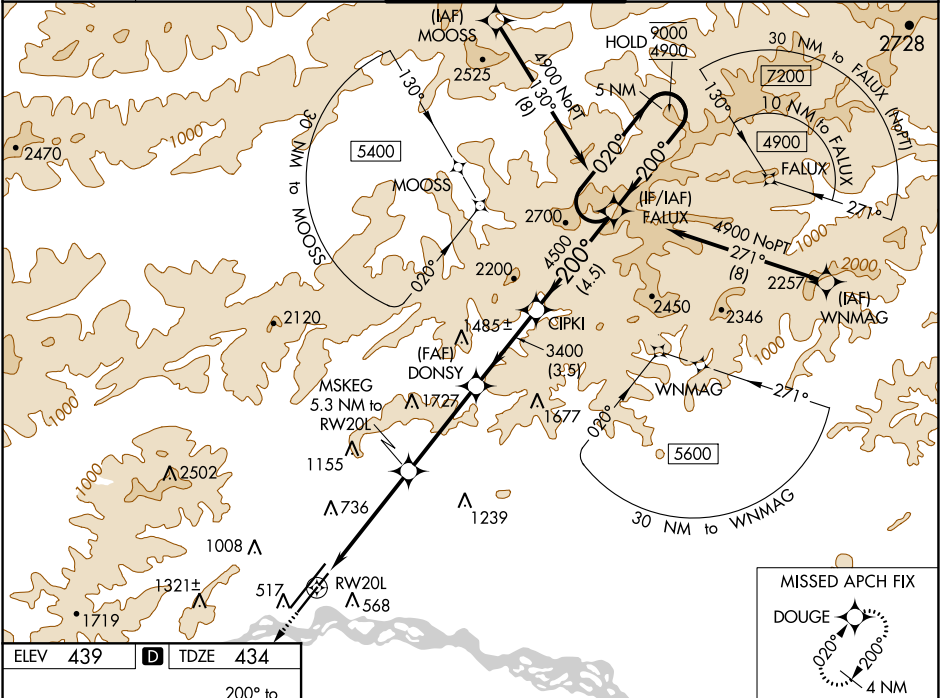 (IAF)
MOOSS
2525
4900 NoPT
130°
(8)
HOLD
9000
4900
5 NM
30 NM to FALUX (NoPT)
7200
2728
130°
10 NM to FALUX
4900
FALUX
271°
1000
2470
130°
30 NM to MOOSS
5400
MOOSS
020°
020°
200°
(IF/IAF)
FALUX
2700
4500
200°
(4.5)
2200
4900 NoPT
271°
(8)
1000
2000
2257
(IAF)
WNMAG
2450
2346
1000
2120
1485±
CIPKI
3400
(3.5)
(FAF)
DONSY
MSKEG
5.3 NM to
RW20L
1727
1677
WNMAG
271°
020°
5600
30 NM to WNMAG
1000
1155
1000
2502
736
1239
1008
1321±
517
RW20L
568
1719
MISSED APCH FIX
DOUGE
020°
200°
4 NM
ELEV 439 D TDZE 434
200° to